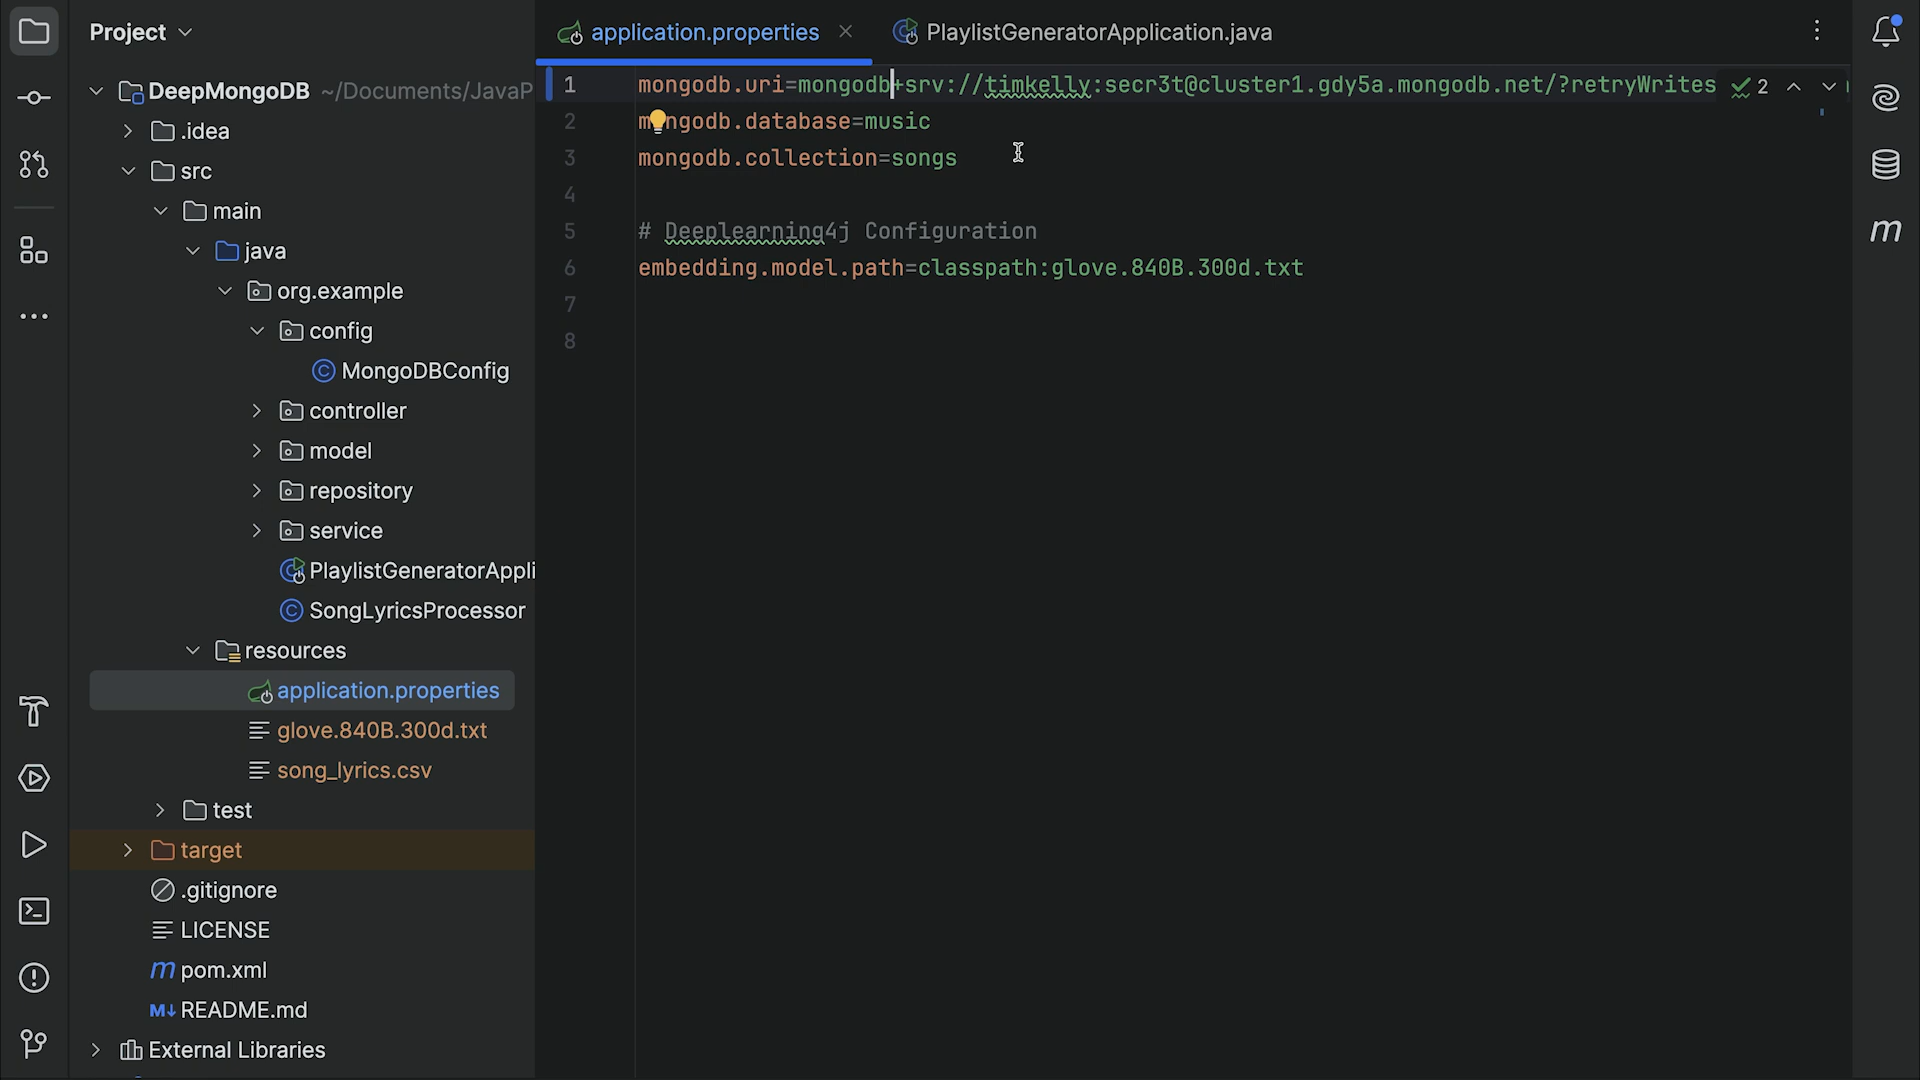 Project
DeepMongoDB ~/Documents/JavaP
.idea
src
main
java
org.example
config
MongoDBConfig
controller
model
repository
service
PlaylistGeneratorAppli
SongLyricsProcessor
resources
application.properties
glove.840B.300d.txt
song_lyrics.csv
test
target
.gitignore
LICENSE
pom.xml
README.md
External Libraries
application.properties
PlaylistGeneratorApplication.java
1 mongodb.uri=mongodb+srv://timkelly:secr3t@cluster1.gdy5a.mongodb.net/?retryWrites 2
2 mongodb.database=music
3 mongodb.collection=songs
4
5 # Deeplearning4j Configuration
6 embedding.model.path=classpath:glove.840B.300d.txt
7
8